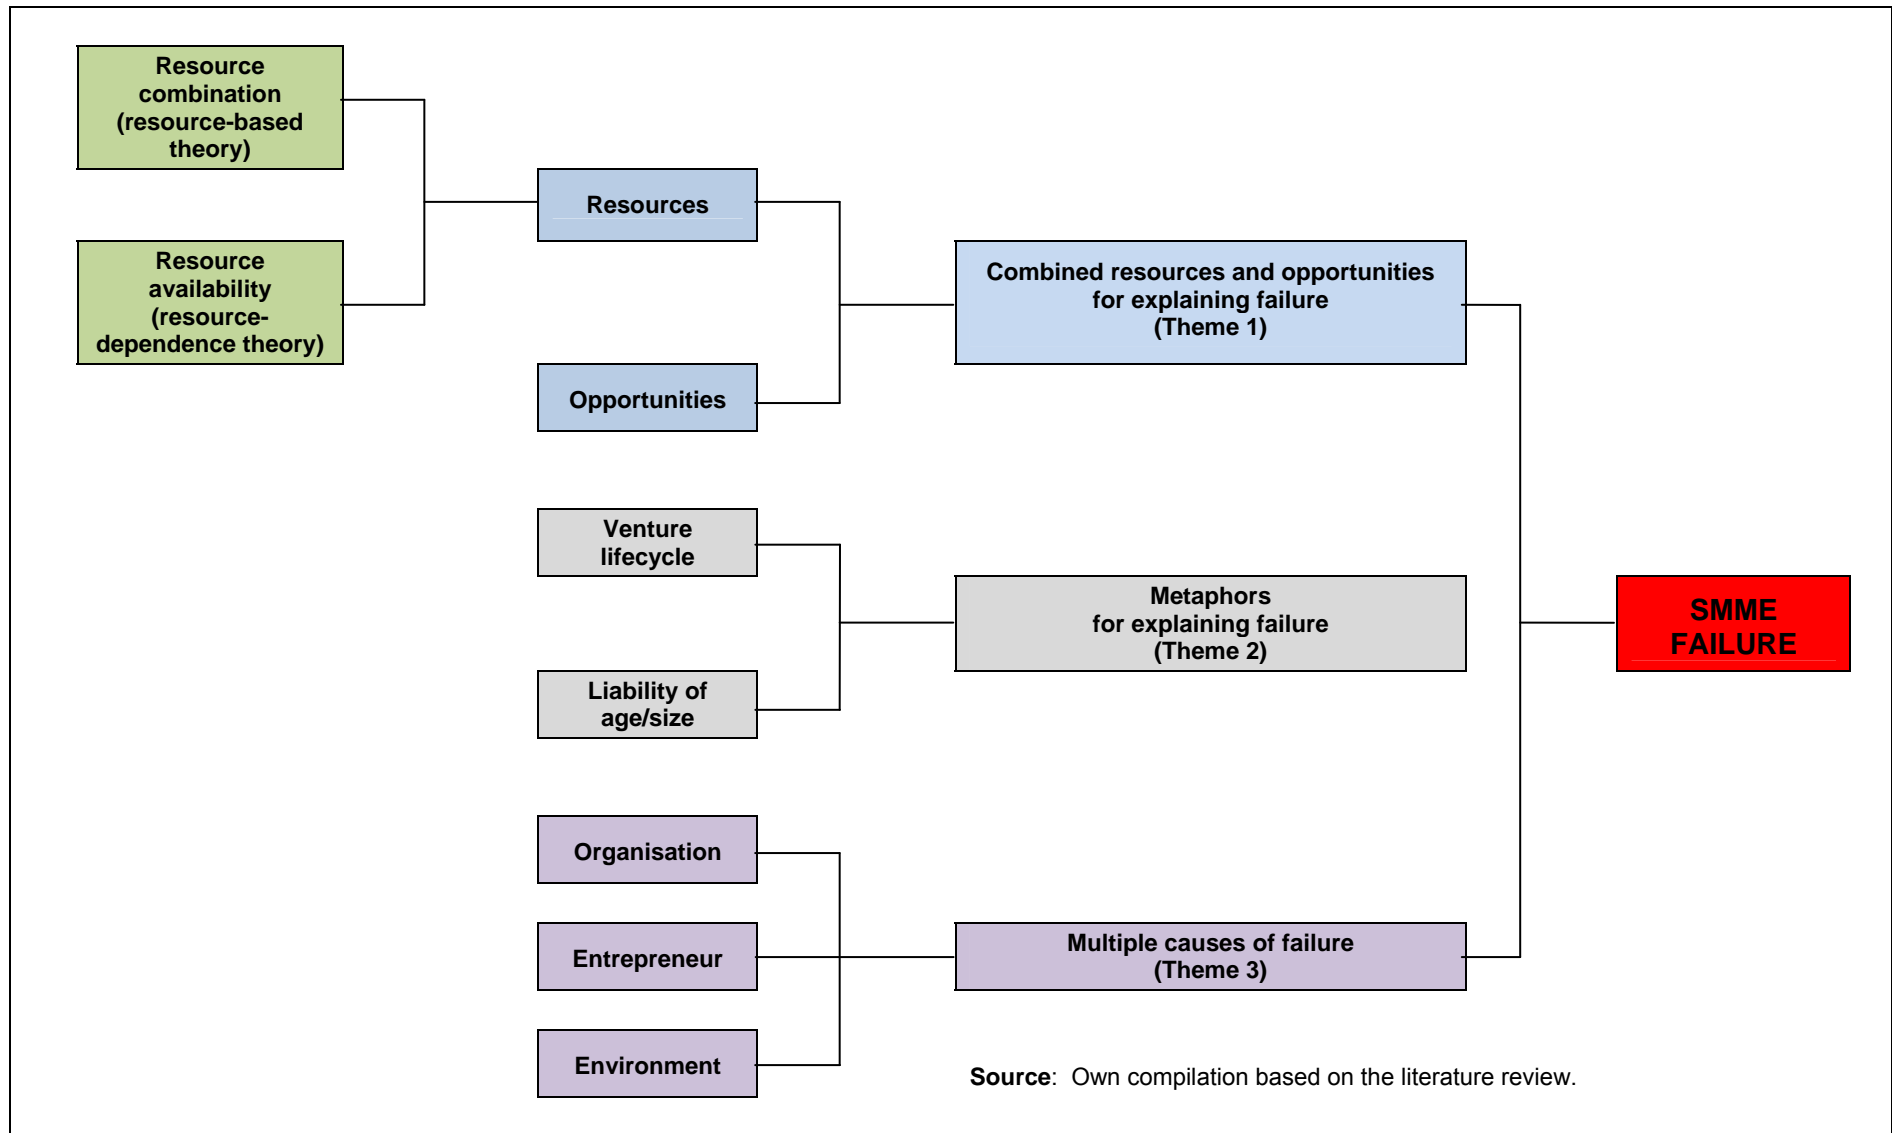 Resource
combination
(resource-based
theory)
Resource
availability
(resource-
dependence theory)
Resources
Opportunities
Combined resources and opportunities
for explaining failure
(Theme 1)
Venture
lifecycle
Liability of
age/size
Metaphors
for explaining failure
(Theme 2)
Organisation
Entrepreneur
Environment
Multiple causes of failure
(Theme 3)
SMME
FAILURE
Source: Own compilation based on the literature review.